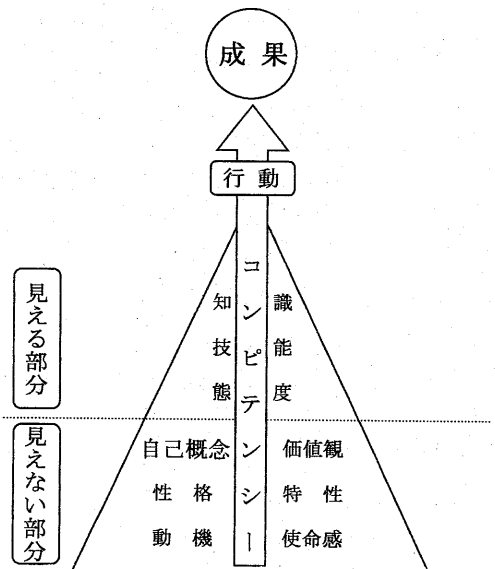 成果
行動
コンピテンシー
見える部分
知識
技能
態度
見えない部分
自己概念 価値観
性格 特性
動機 使命感